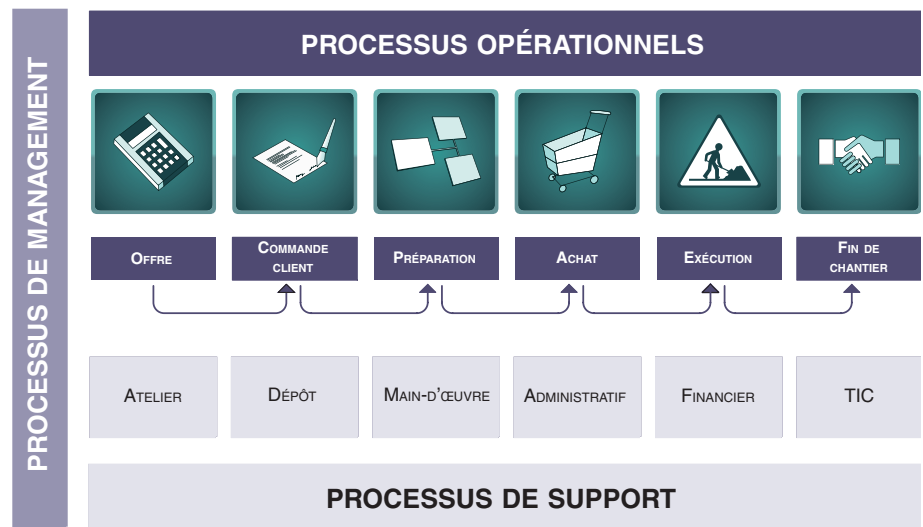 PROCESSUS DE MANAGEMENT
PROCESSUS OPÉRATIONNELS
OFFRE
COMMANDE
CLIENT
PRÉPARATION
ACHAT
EXÉCUTION
FIN DE
CHANTIER
ATELIER
DÉPÔT
MAIN-D'ŒUVRE
ADMINISTRATIF
FINANCIER
TIC
PROCESSUS DE SUPPORT